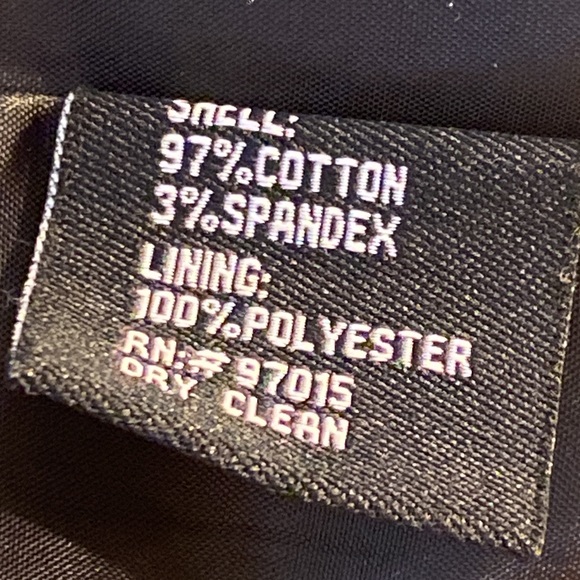 SHELL:
97%COTTON
3%SPANDEX
LINING:
100%POLYESTER
RN:# 97015
DRY CLEAN